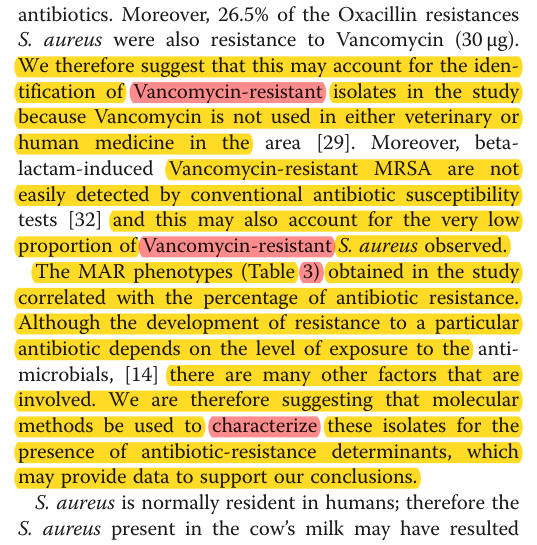 antibiotics. Moreover, 26.5% of the Oxacillin resistances
S. aureus were also resistance to Vancomycin (30 μg).
We therefore suggest that this may account for the iden-
tification of Vancomycin-resistant isolates in the study
because Vancomycin is not used in either veterinary or
human medicine in the area [29]. Moreover, beta-
lactam-induced Vancomycin-resistant MRSA are not
easily detected by conventional antibiotic susceptibility
tests [32] and this may also account for the very low
proportion of Vancomycin-resistant S. aureus observed.
The MAR phenotypes (Table 3) obtained in the study
correlated with the percentage of antibiotic resistance.
Although the development of resistance to a particular
antibiotic depends on the level of exposure to the anti-
microbials, [14] there are many other factors that are
involved. We are therefore suggesting that molecular
methods be used to characterize these isolates for the
presence of antibiotic-resistance determinants, which
may provide data to support our conclusions.
S. aureus is normally resident in humans; therefore the
S. aureus present in the cow's milk may have resulted